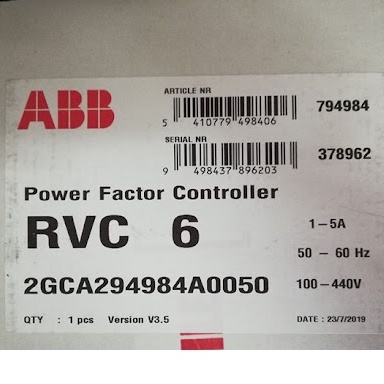 ABB
ARTICLE NR
5 410779 498406
794984
SERIAL NR
9 498437 896203
378962
Power Factor Controller
RVC 6
1-5A
50 - 60 Hz
2GCA294984A0050
100-440V
QTY : 1 pcs Version V3.5
DATE : 23/7/2019